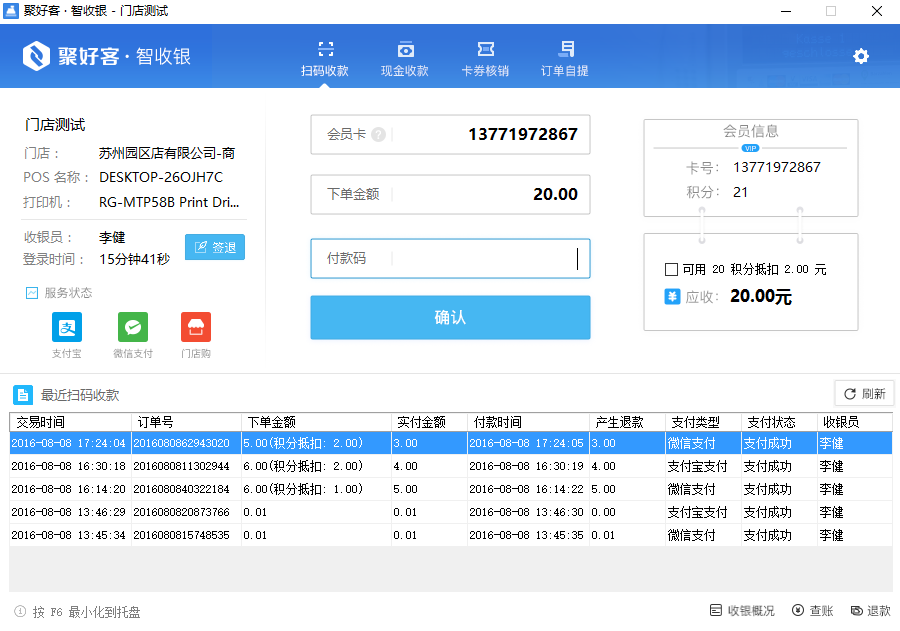 聚好客 · 智收银 - 门店测试
聚好客 · 智收银
扫码收款 现金收款 卡券核销 订单自提
门店测试
门店： 苏州园区店有限公司-商
POS 名称： DESKTOP-26OJH7C
打印机： RG-MTP58B Print Dri...
收银员： 李健
登录时间： 15分钟41秒
签退
服务状态
支付宝 微信支付 门店购
会员卡 ? 13771972867
下单金额 20.00
付款码
确认
会员信息
VIP
卡号： 13771972867
积分： 21
可用 20 积分抵扣 2.00 元
¥ 应收： 20.00元
最近扫码收款
刷新
交易时间 订单号 下单金额 实付金额 付款时间 产生退款 支付类型 支付状态 收银员
2016-08-08 17:24:04 2016080862943020 5.00(积分抵扣: 2.00) 3.00 2016-08-08 17:24:05 3.00 微信支付 支付成功 李健
2016-08-08 16:30:18 2016080811302944 6.00(积分抵扣: 2.00) 4.00 2016-08-08 16:30:19 4.00 支付宝支付 支付成功 李健
2016-08-08 16:14:20 2016080840322184 6.00(积分抵扣: 1.00) 5.00 2016-08-08 16:14:22 5.00 微信支付 支付成功 李健
2016-08-08 13:46:29 2016080820873766 0.01 0.01 2016-08-08 13:46:30 0.00 支付宝支付 支付成功 李健
2016-08-08 13:45:34 2016080815748535 0.01 0.01 2016-08-08 13:45:35 0.01 微信支付 支付成功 李健
按 F6 最小化到托盘
收银概况 查账 退款